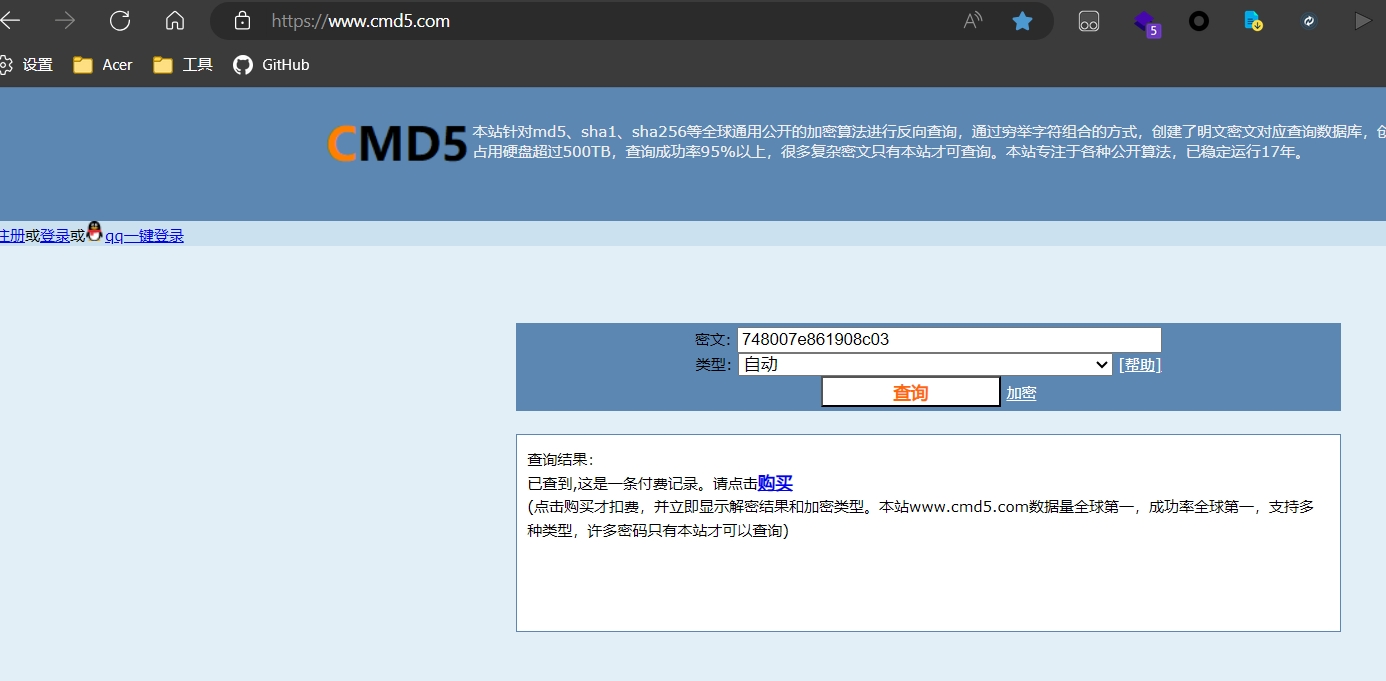 https://www.cmd5.com
5
设置 Acer 工具 GitHub
CMD5 本站针对md5、sha1、sha256等全球通用公开的加密算法进行反向查询，通过穷举字符组合的方式，创建了明文密文对应查询数据库，创
占用硬盘超过500TB，查询成功率95%以上，很多复杂密文只有本站才可查询。本站专注于各种公开算法，已稳定运行17年。
注册或登录或qq一键登录
密文: 748007e861908c03
类型: 自动 [帮助]
查询 加密
查询结果:
已查到,这是一条付费记录。请点击购买
(点击购买才扣费，并立即显示解密结果和加密类型。本站www.cmd5.com数据量全球第一，成功率全球第一，支持多
种类型，许多密码只有本站才可以查询)